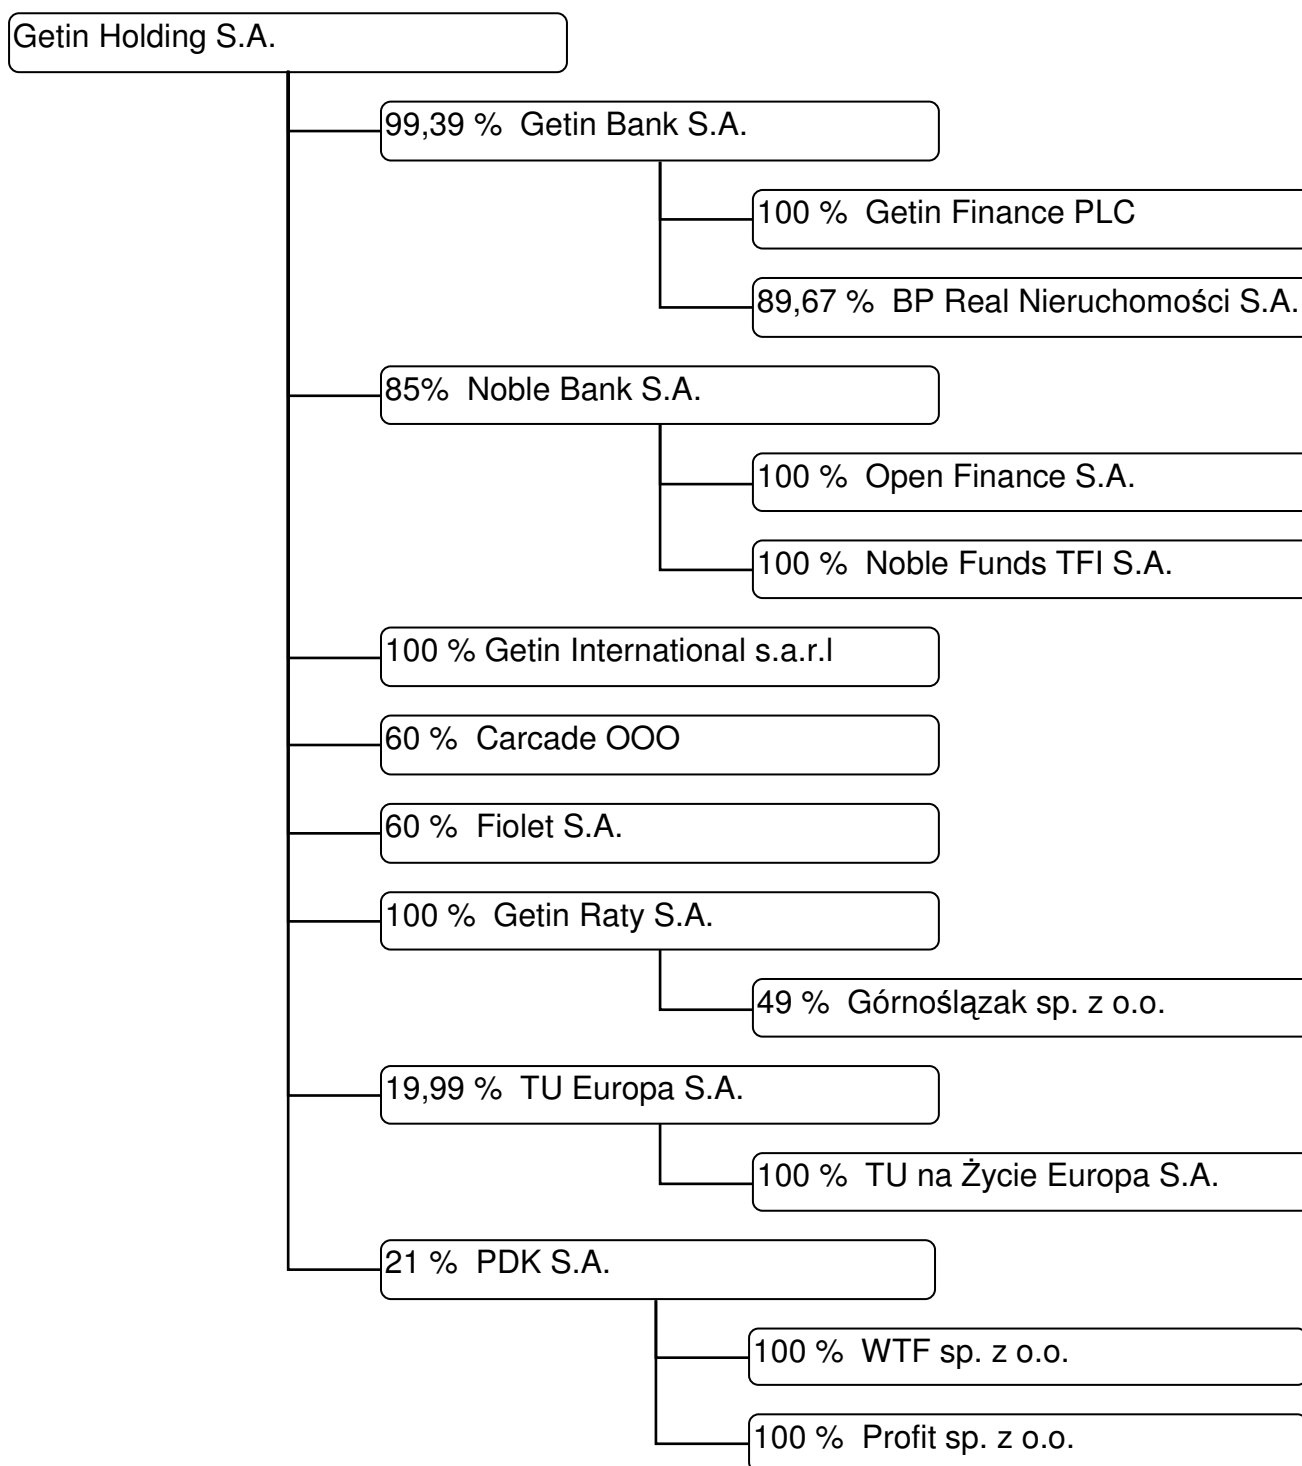 Getin Holding S.A.
99,39 % Getin Bank S.A.
100 % Getin Finance PLC
89,67 % BP Real Nieruchomości S.A.
85% Noble Bank S.A.
100 % Open Finance S.A.
100 % Noble Funds TFI S.A.
100 % Getin International s.a.r.l
60 % Carcade OOO
60 % Fiolet S.A.
100 % Getin Raty S.A.
49 % Górnoślązak sp. z o.o.
19,99 % TU Europa S.A.
100 % TU na Życie Europa S.A.
21 % PDK S.A.
100 % WTF sp. z o.o.
100 % Profit sp. z o.o.